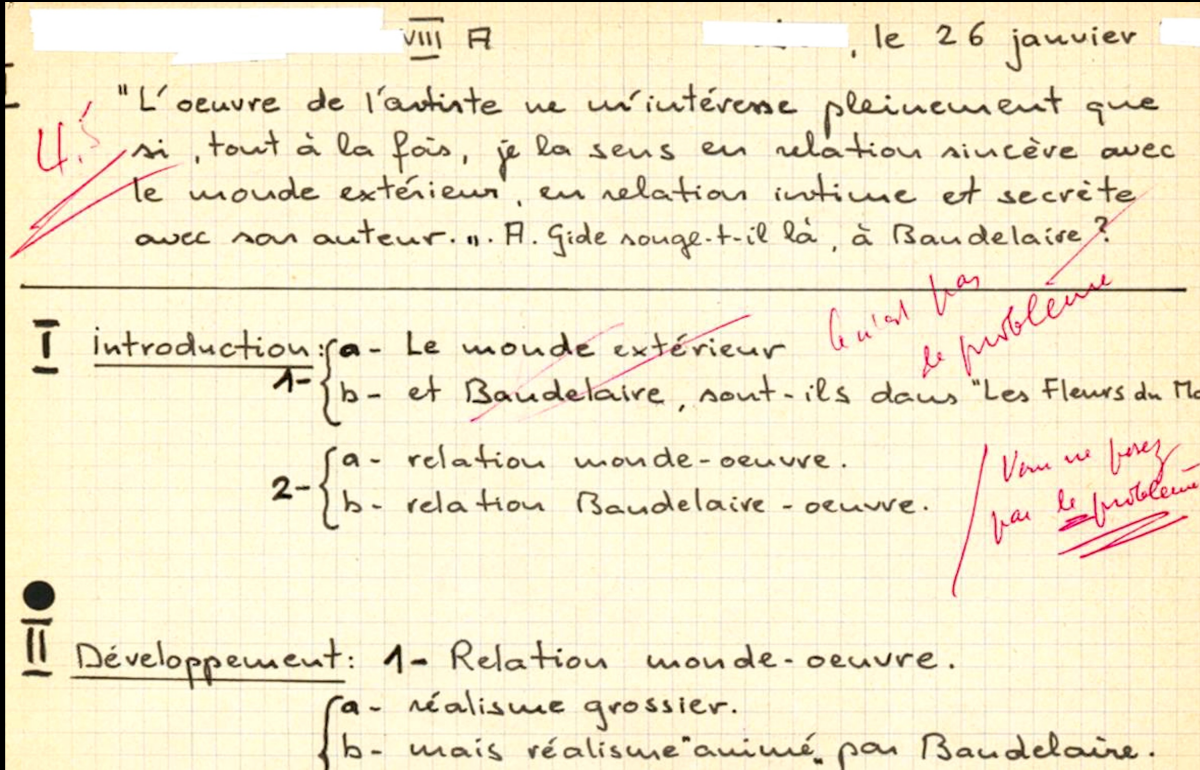 VIII A , le 26 janvier
"L'oeuvre de l'artiste ne m'intéresse pleinement que
4.5 si, tout à la fois, je la sens en relation sincère avec
le monde extérieur, en relation intime et secrète
avec son auteur.". A. Gide songe-t-il là, à Baudelaire ?
Ce n'est pas
de problème
I introduction : 1- a- Le monde extérieur
b- et Baudelaire, sont-ils dans "Les Fleurs du Ma
2- a- relation monde-oeuvre.
b- relation Baudelaire-oeuvre.
Vous ne posez
pas le problème
II Développement: 1- Relation monde-oeuvre.
a- réalisme grossier.
b- mais réalisme "animé" par Baudelaire.